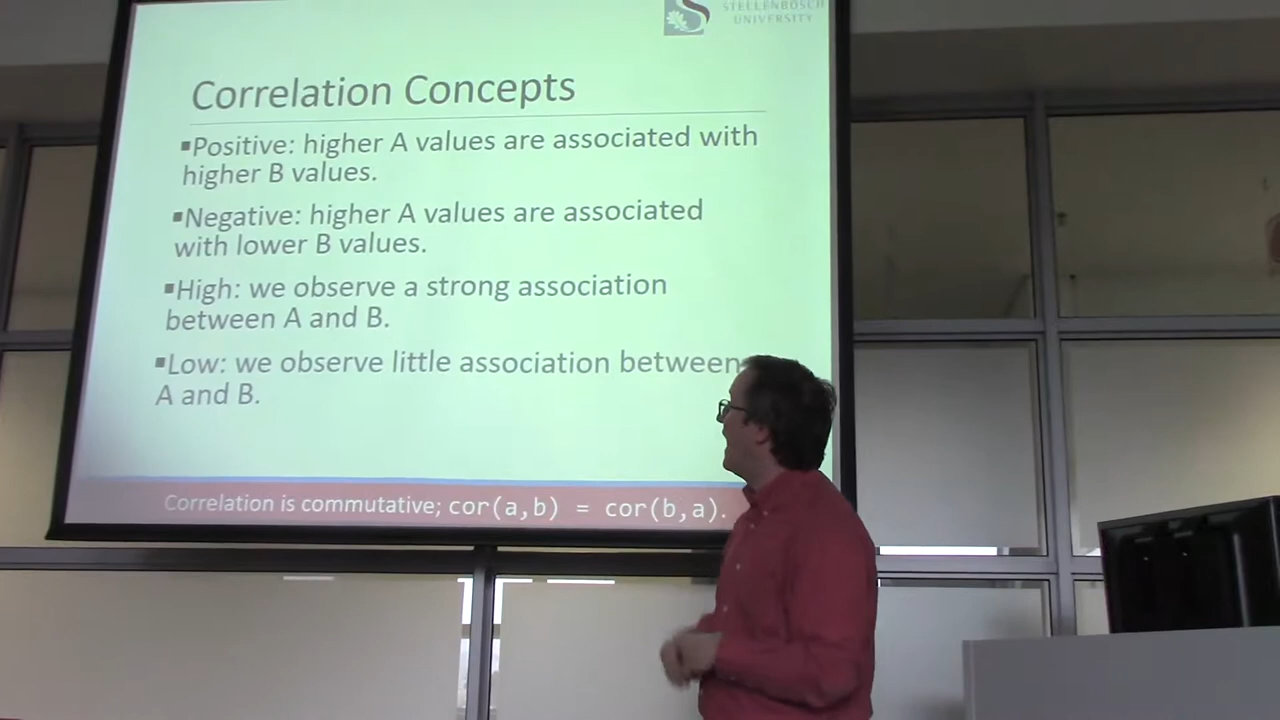 STELLENBOSCH
UNIVERSITY
Correlation Concepts
▪Positive: higher A values are associated with
higher B values.
▪Negative: higher A values are associated
with lower B values.
▪High: we observe a strong association
between A and B.
▪Low: we observe little association between
A and B.
Correlation is commutative; cor(a,b) = cor(b,a).